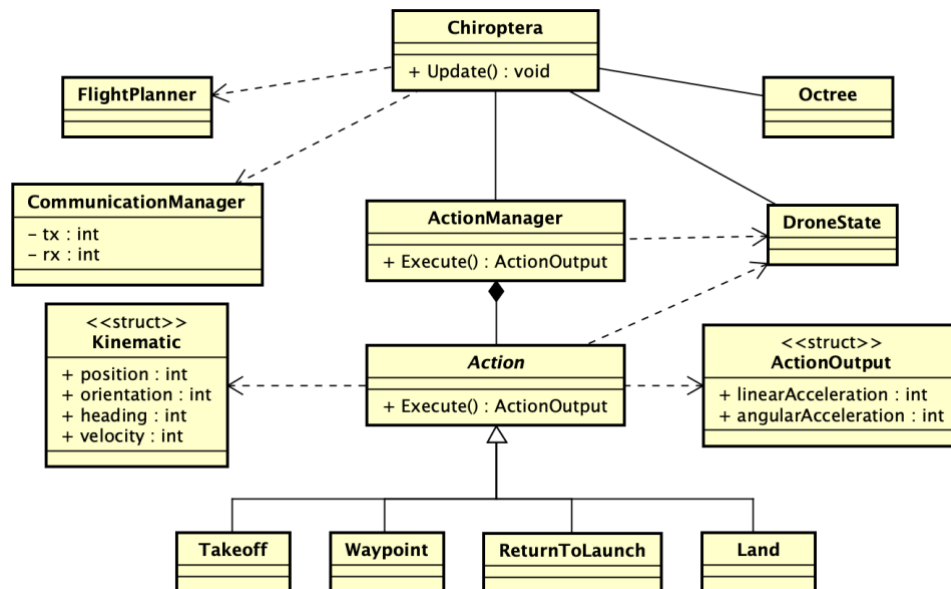 Chiroptera
+ Update() : void
FlightPlanner
Octree
CommunicationManager
– tx : int
– rx : int
ActionManager
+ Execute() : ActionOutput
DroneState
<<struct>>
Kinematic
+ position : int
+ orientation : int
+ heading : int
+ velocity : int
Action
+ Execute() : ActionOutput
<<struct>>
ActionOutput
+ linearAcceleration : int
+ angularAcceleration : int
Takeoff
Waypoint
ReturnToLaunch
Land